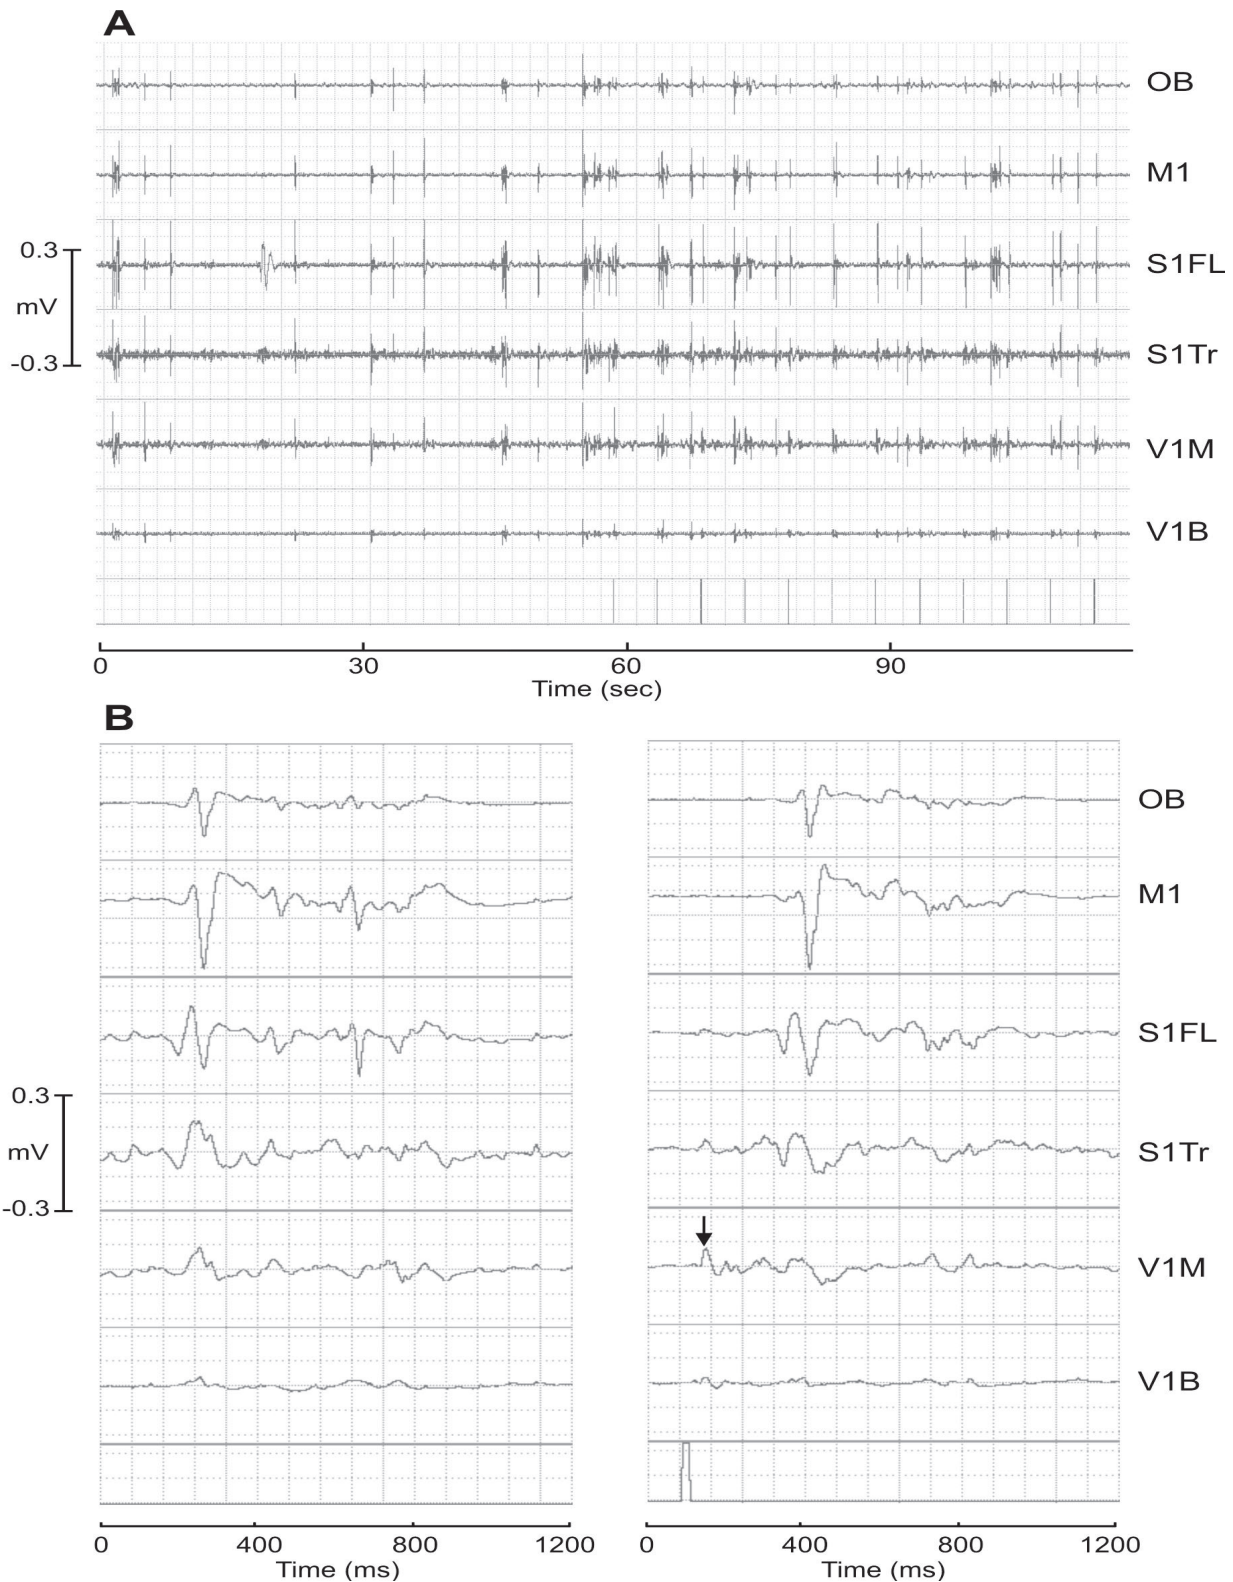 A
OB
M1
0.3
S1FL
mV
-0.3
S1Tr
V1M
V1B
0 30 60 90
Time (sec)
B
OB
M1
S1FL
0.3
mV
S1Tr
-0.3
V1M
V1B
0 400 800 1200 0 400 800 1200
Time (ms) Time (ms)